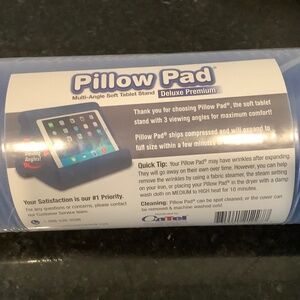 Pillow Pad®
Multi-Angle Soft Tablet Stand Deluxe Premium
Thank you for choosing Pillow Pad®, the soft tablet
stand with 3 viewing angles for maximum comfort!
Pillow Pad® ships compressed and will expand to
full size within a few minutes
Angles!
Quick Tip: Your Pillow Pad® may have wrinkles after expanding.
They will go away on their own over time. However, you can
remove the wrinkles by using a fabric steamer, the steam setting
on your iron, or placing your Pillow Pad® in the dryer with a damp
wash cloth on MEDIUM to HIGH heat for 10 minutes.
Cleaning: Pillow Pad® can be spot cleaned, or the cover can
be removed & machine washed cold.
Your Satisfaction is our #1 Priority.
For any questions or concerns, please contact
our Customer Service team.